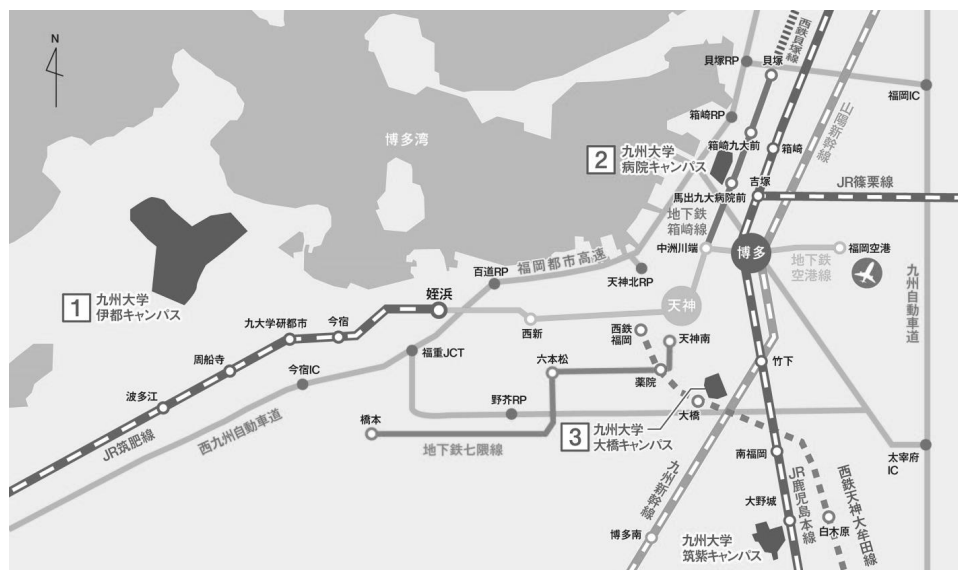 N
西鉄貝塚線
貝塚RP
貝塚
福岡IC
山陽新幹線
箱崎RP
博多湾
箱崎九大前
箱崎
2
九州大学
病院キャンパス
吉塚
JR篠栗線
馬出九大病院前
地下鉄
箱崎線
中洲川端
博多
福岡空港
地下鉄
空港線
九州自動車道
福岡都市高速
百道RP
天神北RP
1
九州大学
伊都キャンパス
姪浜
天神
九大学研都市
今宿
西新
西鉄
福岡
天神南
周船寺
福重JCT
六本松
竹下
今宿IC
薬院
波多江
野芥RP
大橋
橋本
3
九州大学
大橋キャンパス
JR筑肥線
西九州自動車道
地下鉄七隈線
南福岡
太宰府
IC
九州新幹線
JR鹿児島本線
西鉄天神大牟田線
大野城
博多南
九州大学
筑紫キャンパス
白木原